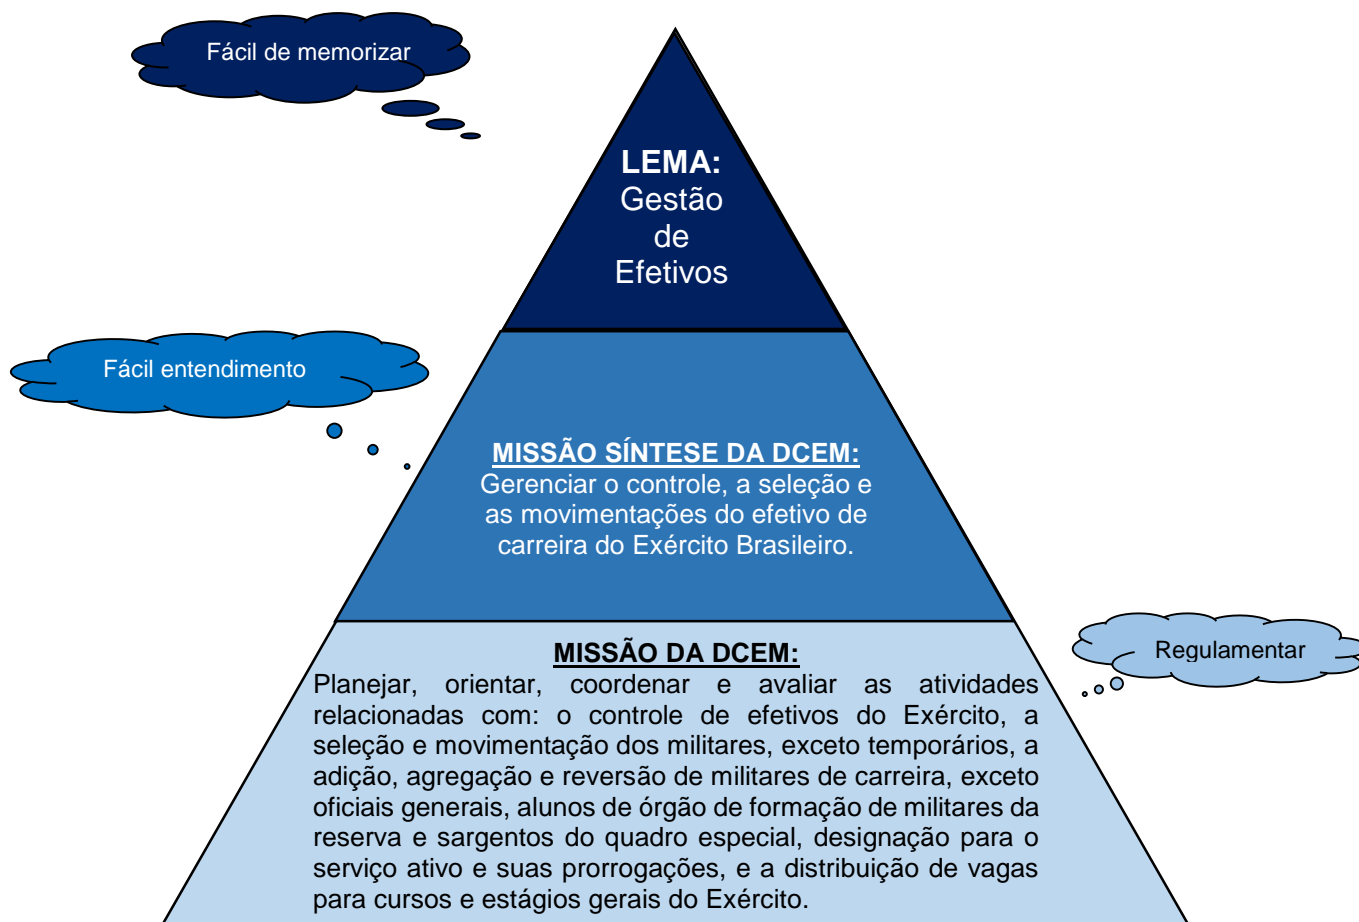 Fácil de memorizar
LEMA:
Gestão
de
Efetivos
Fácil entendimento
MISSÃO SÍNTESE DA DCEM:
Gerenciar o controle, a seleção e
as movimentações do efetivo de
carreira do Exército Brasileiro.
Regulamentar
MISSÃO DA DCEM:
Planejar, orientar, coordenar e avaliar as atividades
relacionadas com: o controle de efetivos do Exército, a
seleção e movimentação dos militares, exceto temporários, a
adição, agregação e reversão de militares de carreira, exceto
oficiais generais, alunos de órgão de formação de militares da
reserva e sargentos do quadro especial, designação para o
serviço ativo e suas prorrogações, e a distribuição de vagas
para cursos e estágios gerais do Exército.